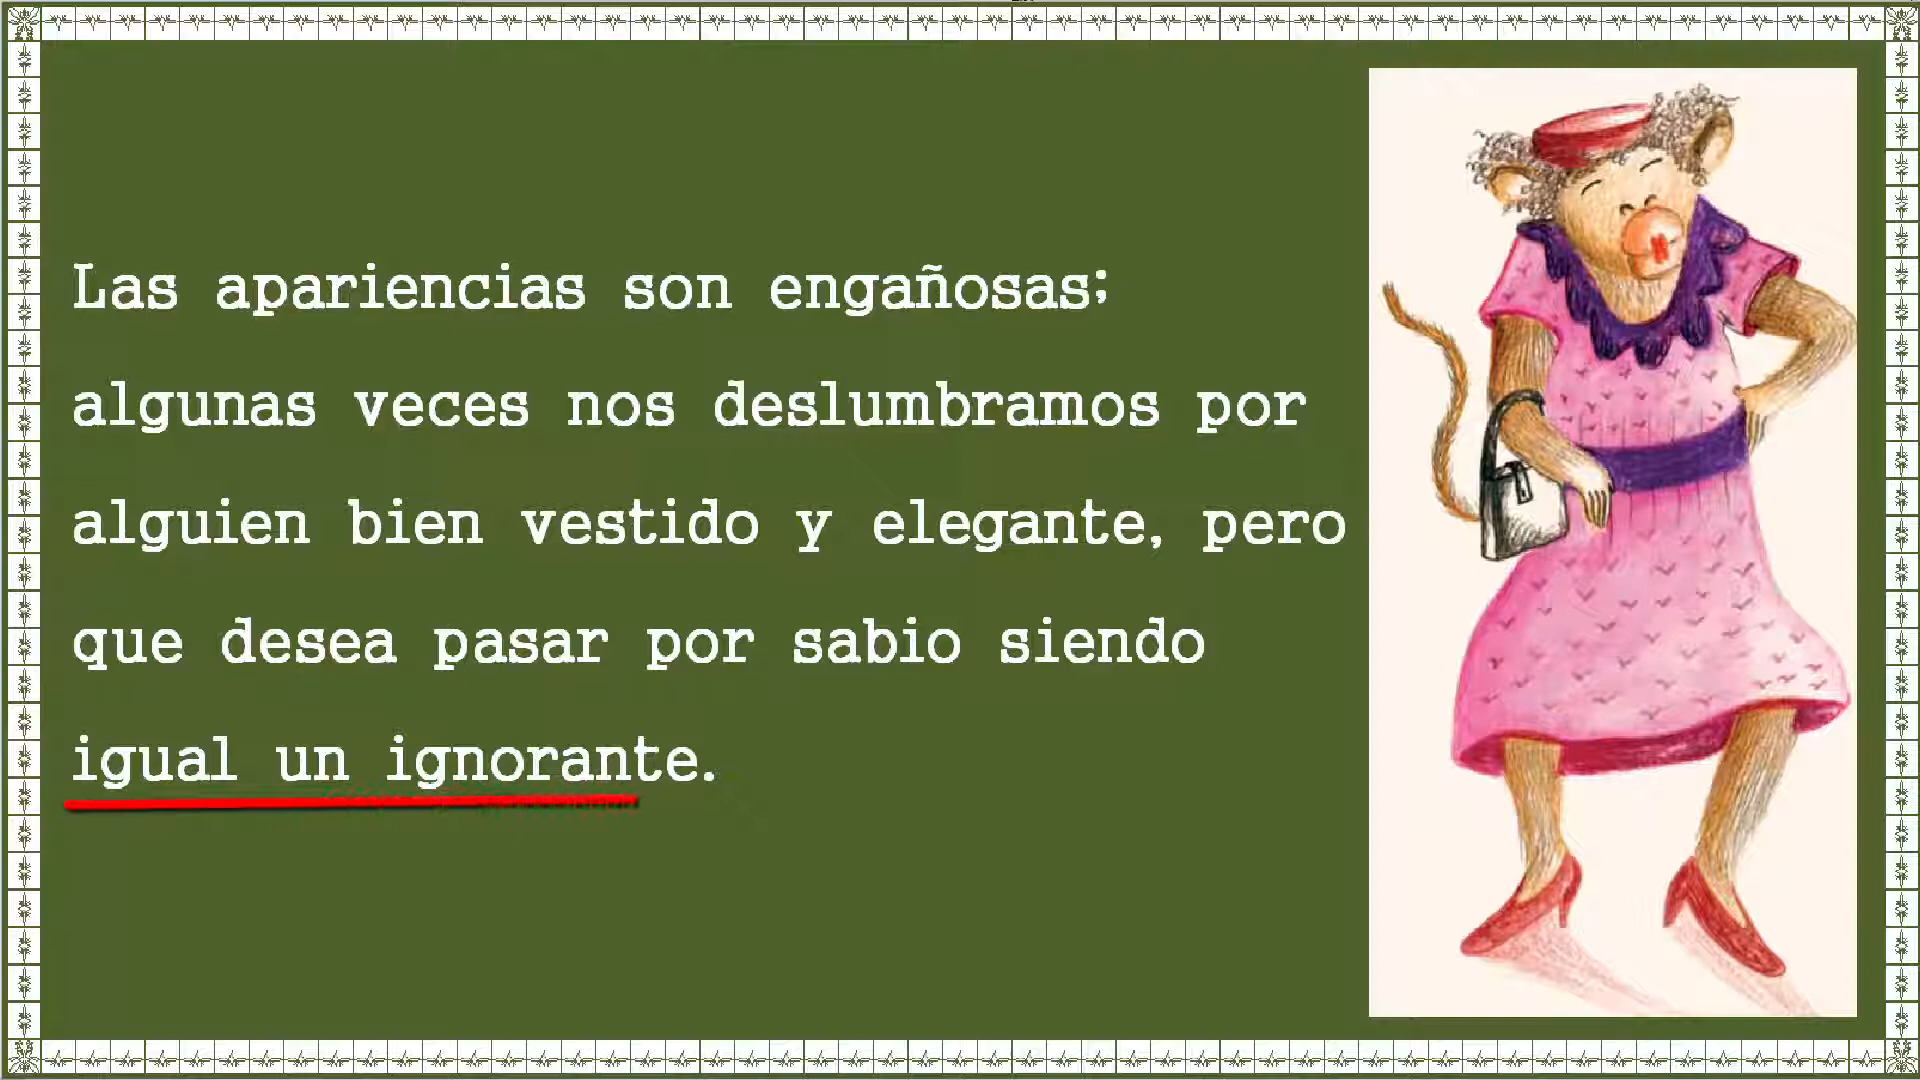 Las apariencias son engañosas;
algunas veces nos deslumbramos por
alguien bien vestido y elegante, pero
que desea pasar por sabio siendo
igual un ignorante.